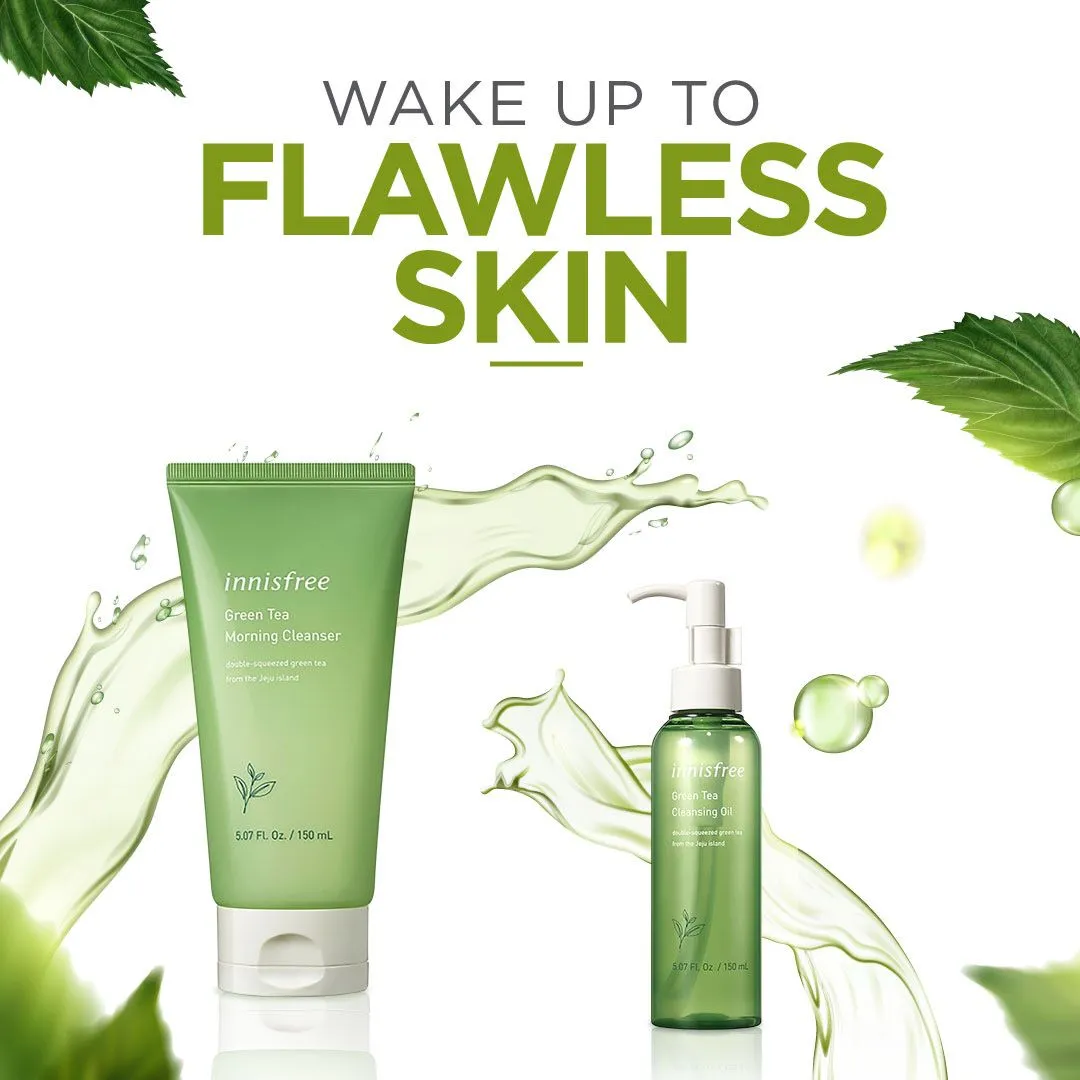 WAKE UP TO
FLAWLESS
SKIN
innisfree
Green Tea
Morning Cleanser
double-squeezed green tea
from the Jeju island
5.07 FL. Oz. / 150 mL
innisfree
Green Tea
Cleansing Oil
double-squeezed green tea
from the Jeju island
5.07 FL. Oz. / 150 mL